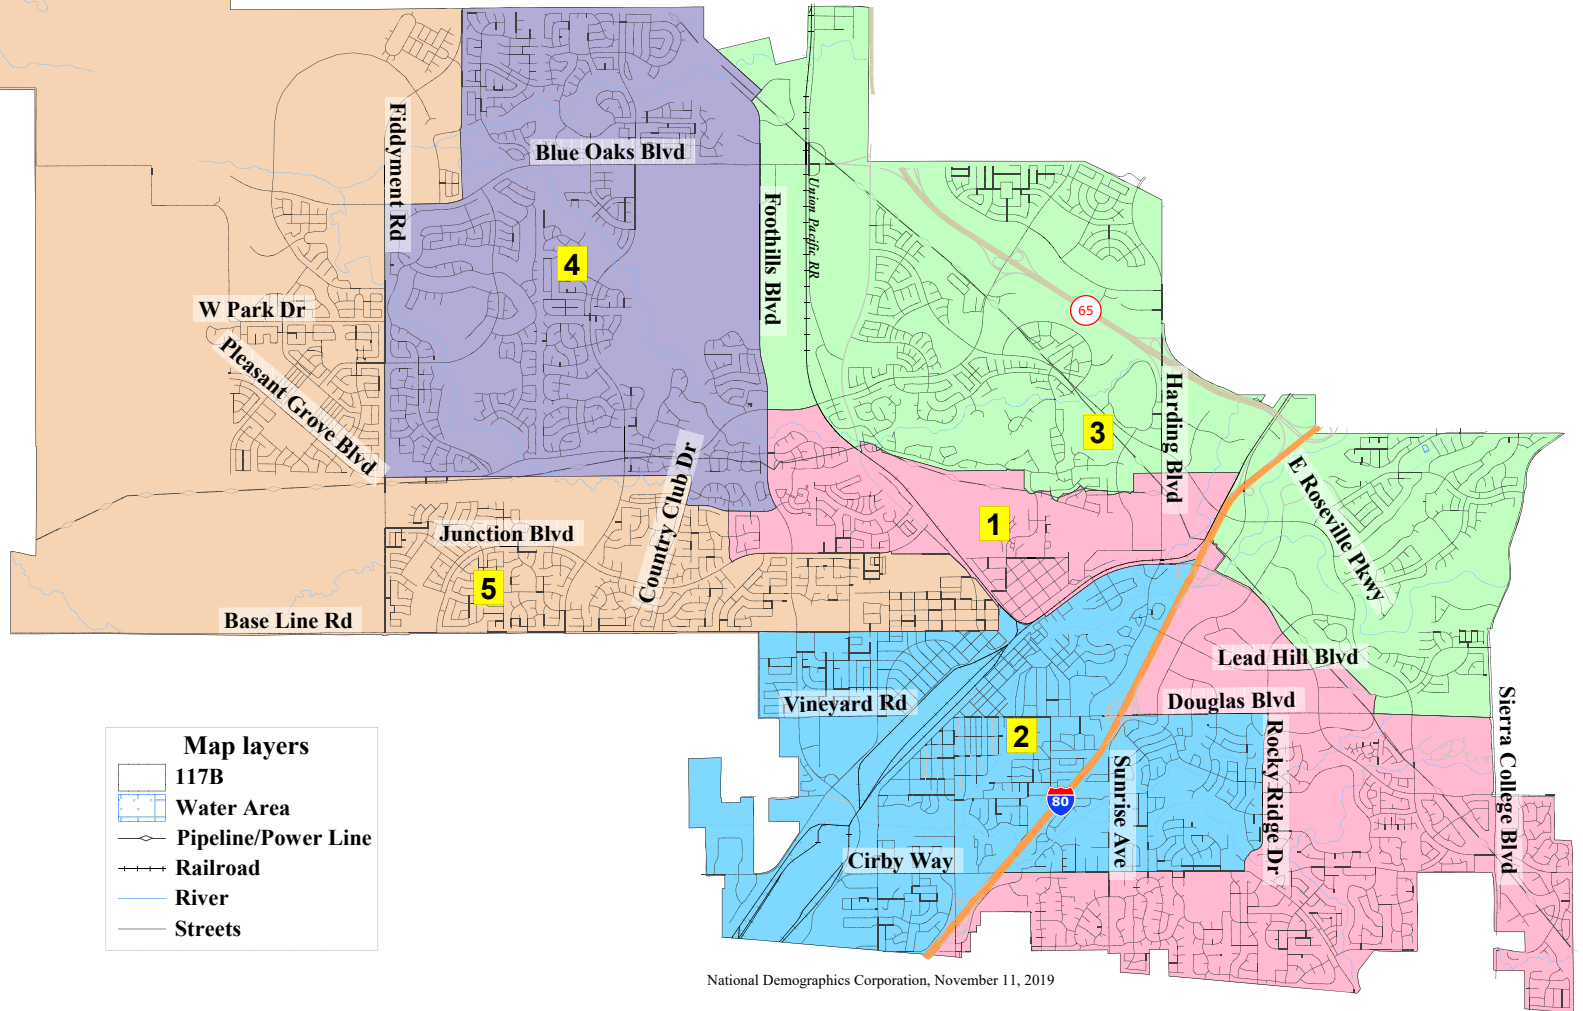 Fiddyment Rd
Blue Oaks Blvd
Foothills Blvd
Union Pacific RR
4
W Park Dr
65
Pleasant Grove Blvd
Harding Blvd
3
Country Club Dr
E Roseville Pkwy
1
Junction Blvd
5
Base Line Rd
Lead Hill Blvd
Vineyard Rd
Douglas Blvd
Sierra College Blvd
2
Rocky Ridge Dr
Sunrise Ave
80
Cirby Way
Map layers
117B
Water Area
Pipeline/Power Line
Railroad
River
Streets
National Demographics Corporation, November 11, 2019